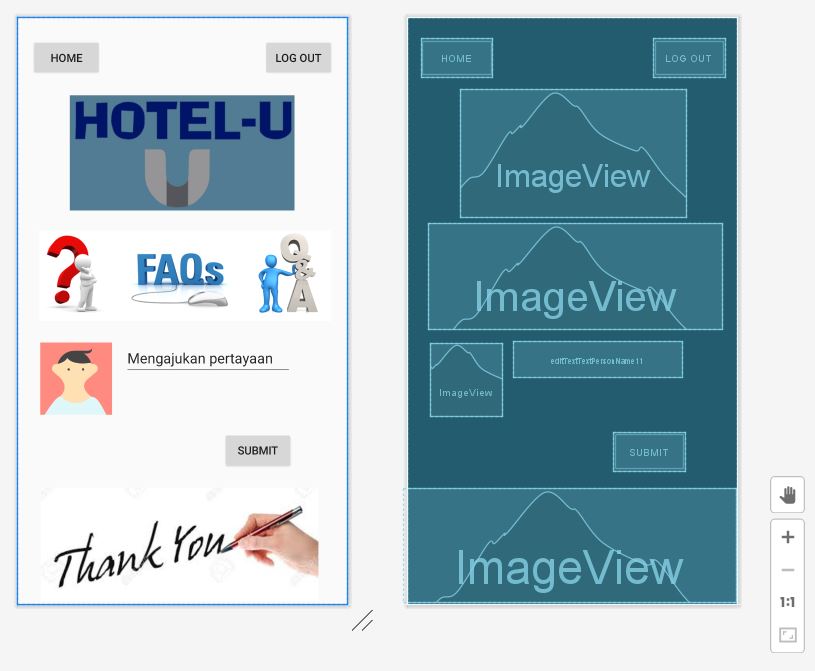 HOME
LOG OUT
HOTEL-U
U
?
FAQs
Q&A
Mengajukan pertayaan
SUBMIT
Thank You
HOME
LOG OUT
ImageView
ImageView
ImageView
editTextTextPersonName11
SUBMIT
ImageView
1:1